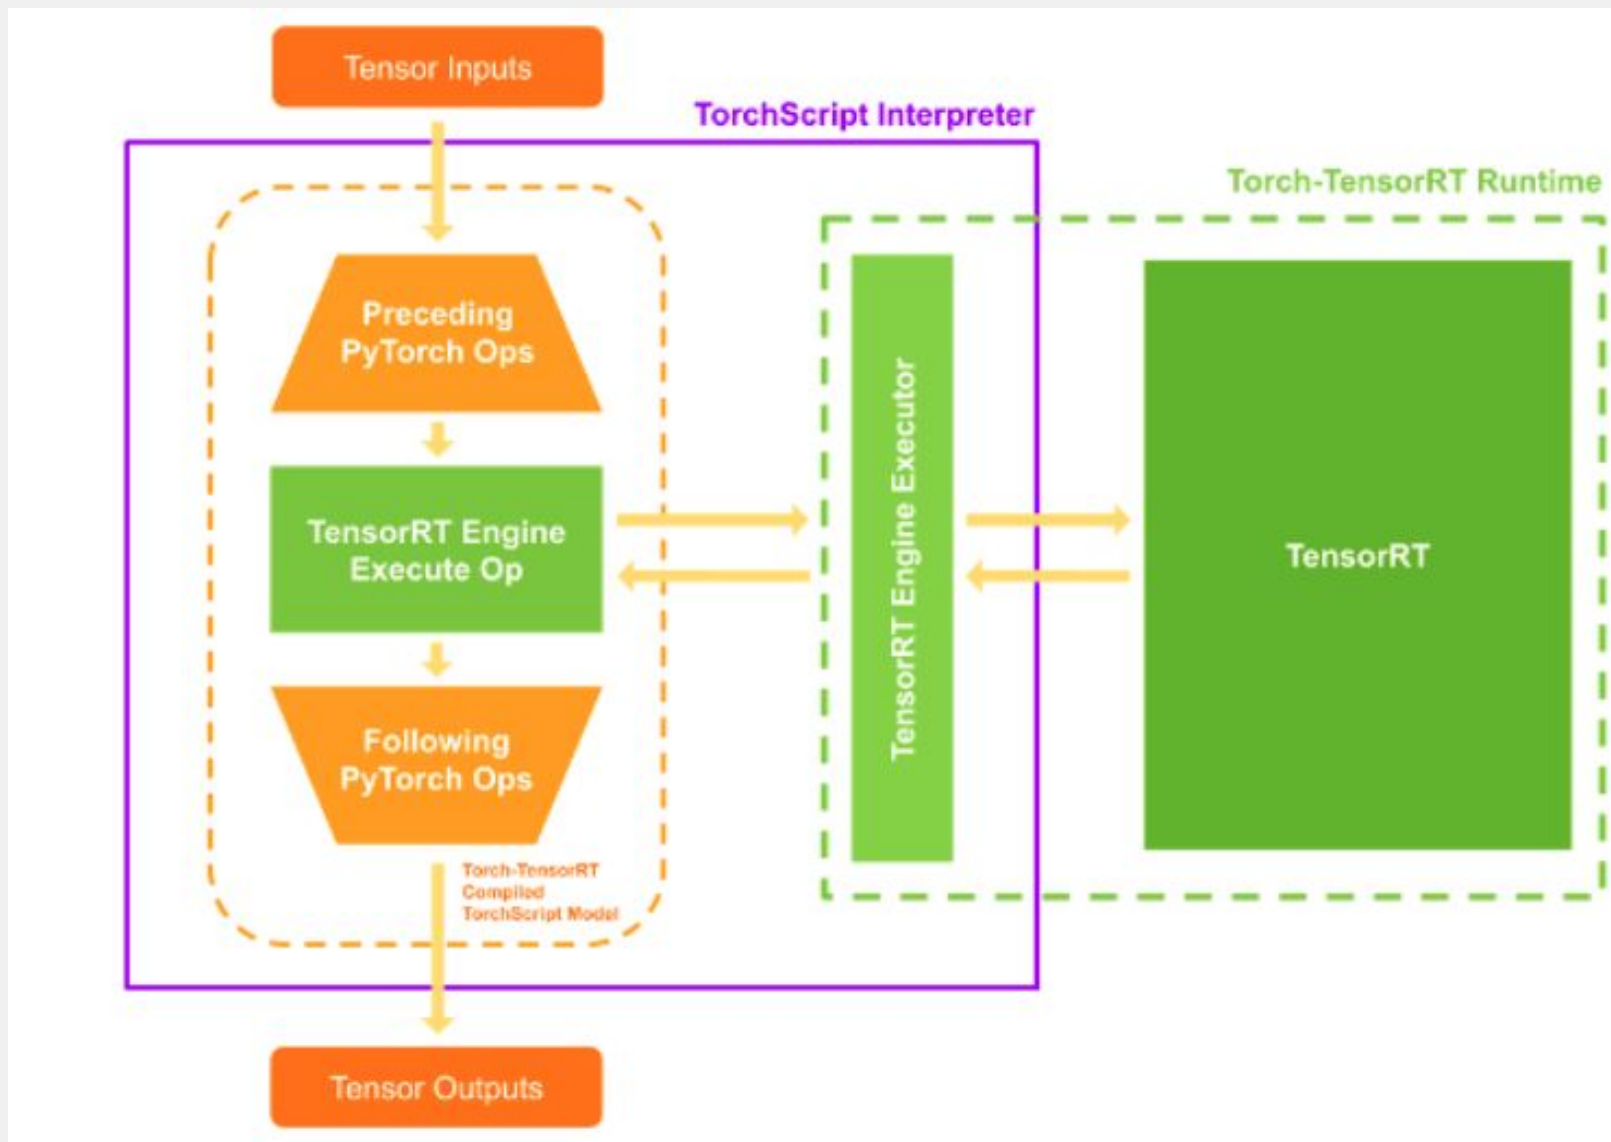 Tensor Inputs
TorchScript Interpreter
Torch-TensorRT Runtime
Preceding
PyTorch Ops
TensorRT Engine
Execute Op
TensorRT Engine Executor
TensorRT
Following
PyTorch Ops
Torch-TensorRT
Compiled
TorchScript Model
Tensor Outputs